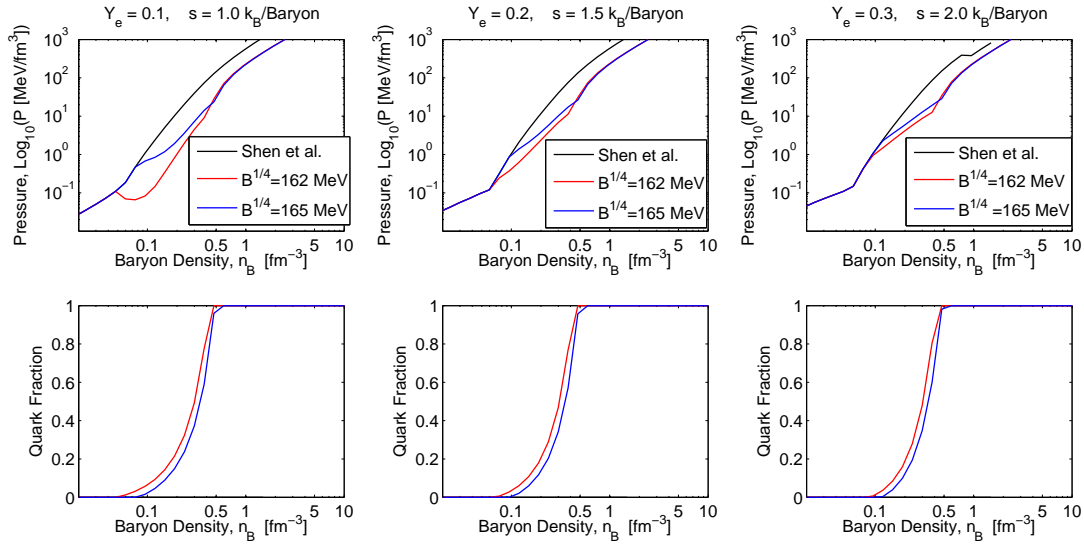 Y_e = 0.1,    s = 1.0 k_B/Baryon
Pressure, Log10(P [MeV/fm³])
10³
10²
10¹
10⁰
10⁻¹
Shen et al.
B^1/4=162 MeV
B^1/4=165 MeV
0.1 0.5 1 5 10
Baryon Density, n_B [fm⁻³]
Y_e = 0.2,    s = 1.5 k_B/Baryon
Pressure, Log10(P [MeV/fm³])
10³
10²
10¹
10⁰
10⁻¹
Shen et al.
B^1/4=162 MeV
B^1/4=165 MeV
0.1 0.5 1 5 10
Baryon Density, n_B [fm⁻³]
Y_e = 0.3,    s = 2.0 k_B/Baryon
Pressure, Log10(P [MeV/fm³])
10³
10²
10¹
10⁰
10⁻¹
Shen et al.
B^1/4=162 MeV
B^1/4 =165 MeV
0.1 0.5 1 5 10
Baryon Density, n_B [fm⁻³]
Quark Fraction
1
0.8
0.6
0.4
0.2
0
0.1 0.5 1 5 10
Baryon Density, n_B [fm⁻³]
Quark Fraction
1
0.8
0.6
0.4
0.2
0
0.1 0.5 1 5 10
Baryon Density, n_B [fm⁻³]
Quark Fraction
1
0.8
0.6
0.4
0.2
0
0.1 0.5 1 5 10
Baryon Density, n_B [fm⁻³]